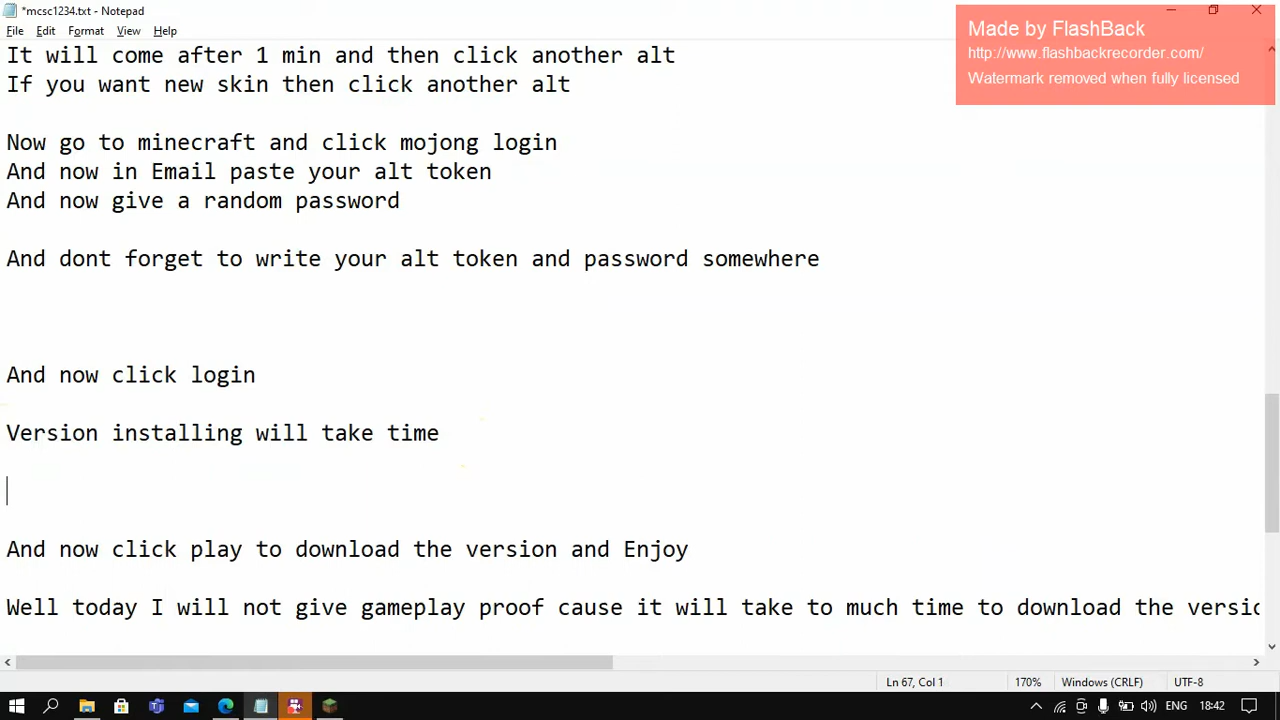 *mcsc1234.txt - Notepad
File Edit Format View Help
Made by FlashBack
http://www.flashbackrecorder.com/
Watermark removed when fully licensed
It will come after 1 min and then click another alt
If you want new skin then click another alt
Now go to minecraft and click mojong login
And now in Email paste your alt token
And now give a random password
And dont forget to write your alt token and password somewhere
And now click login
Version installing will take time
And now click play to download the version and Enjoy
Well today I will not give gameplay proof cause it will take to much time to download the versio
Ln 67, Col 1 170% Windows (CRLF) UTF-8
ENG 18:42